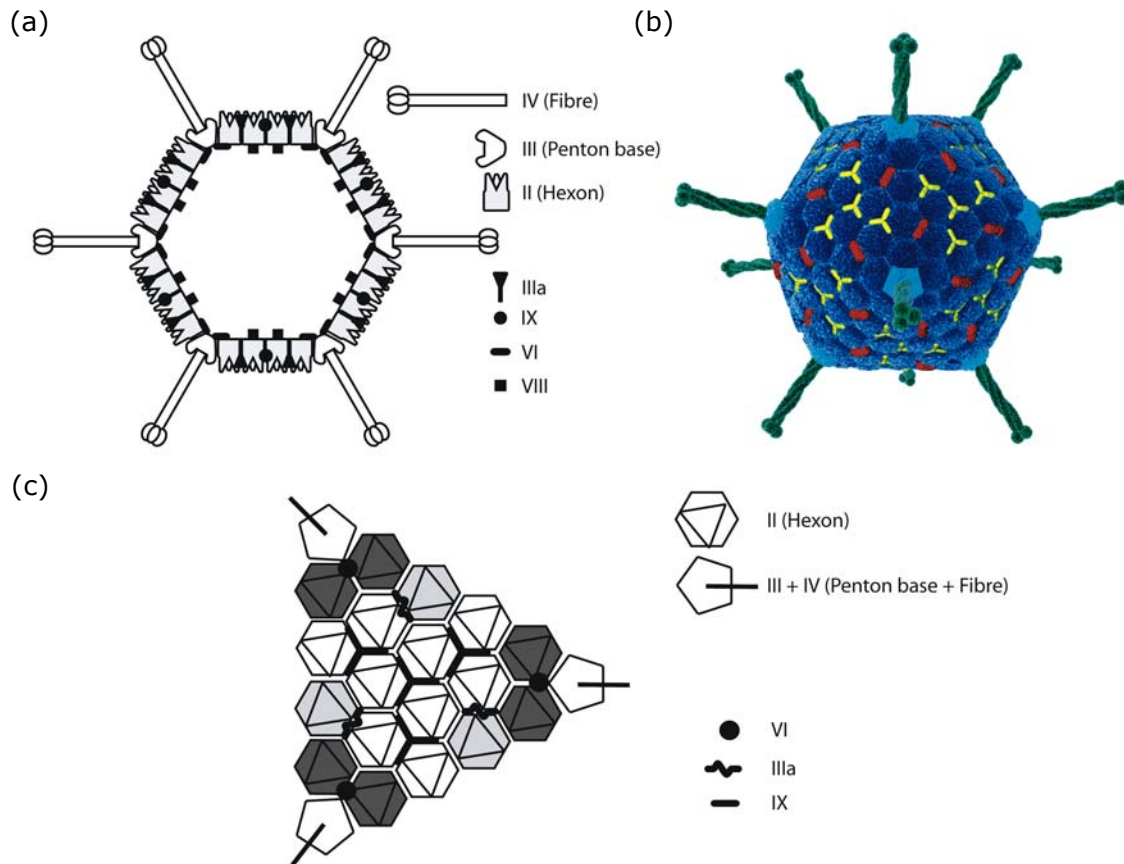 (a)
IV (Fibre)
III (Penton base)
II (Hexon)
IIIa
IX
VI
VIII
(b)
(c)
II (Hexon)
III + IV (Penton base + Fibre)
VI
IIIa
IX